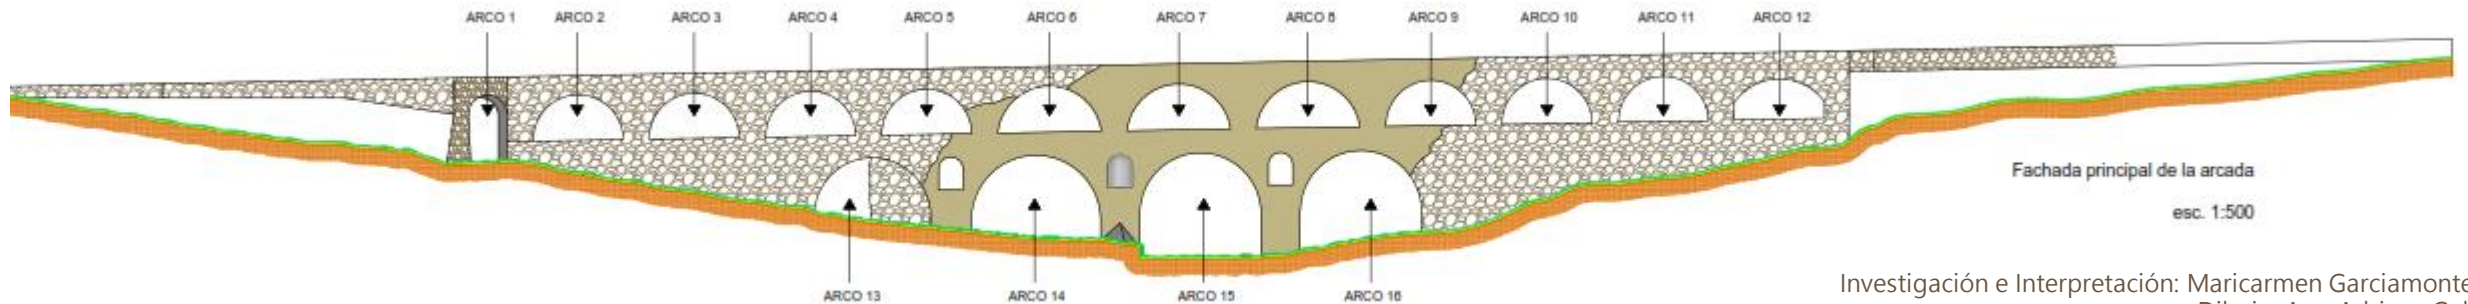 ARCO 1 ARCO 2 ARCO 3 ARCO 4 ARCO 5 ARCO 6 ARCO 7 ARCO 8 ARCO 9 ARCO 10 ARCO 11 ARCO 12
Fachada principal de la arcada
esc. 1:500
ARCO 13 ARCO 14 ARCO 15 ARCO 16
Investigación e Interpretación: Maricarmen Garciamonte